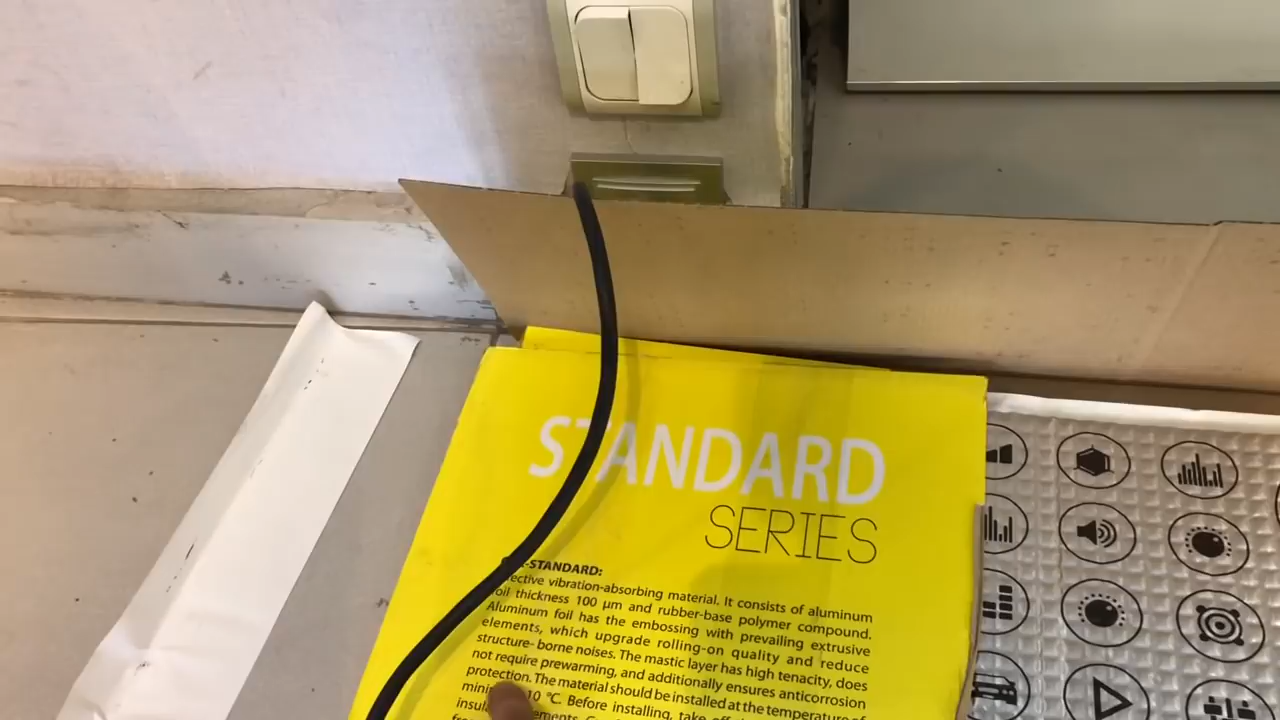 STANDARD
SERIES
-STANDARD:
vibration-absorbing material. It consists of aluminum
foil thickness 100 µm and rubber-base polymer compound.
Aluminum foil has the embossing with prevailing extrusive
elements, which upgrade rolling-on quality and reduce
structure- borne noises. The mastic layer has high tenacity, does
not require prewarming, and additionally ensures anticorrosion
protection. The material should be installed at the temperature of
10 °C. Before installing, take off